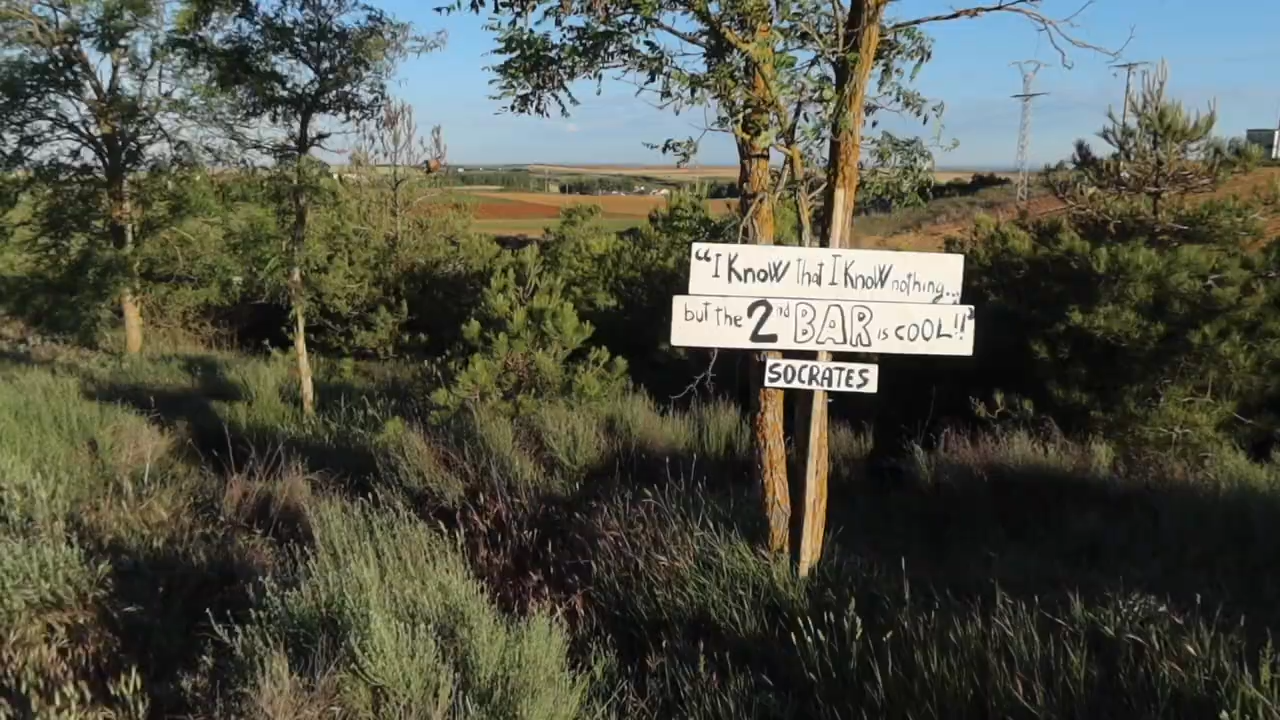 “I KNOW that I KNOW nothing...
but the 2nd BAR is COOL!!”
SOCRATES